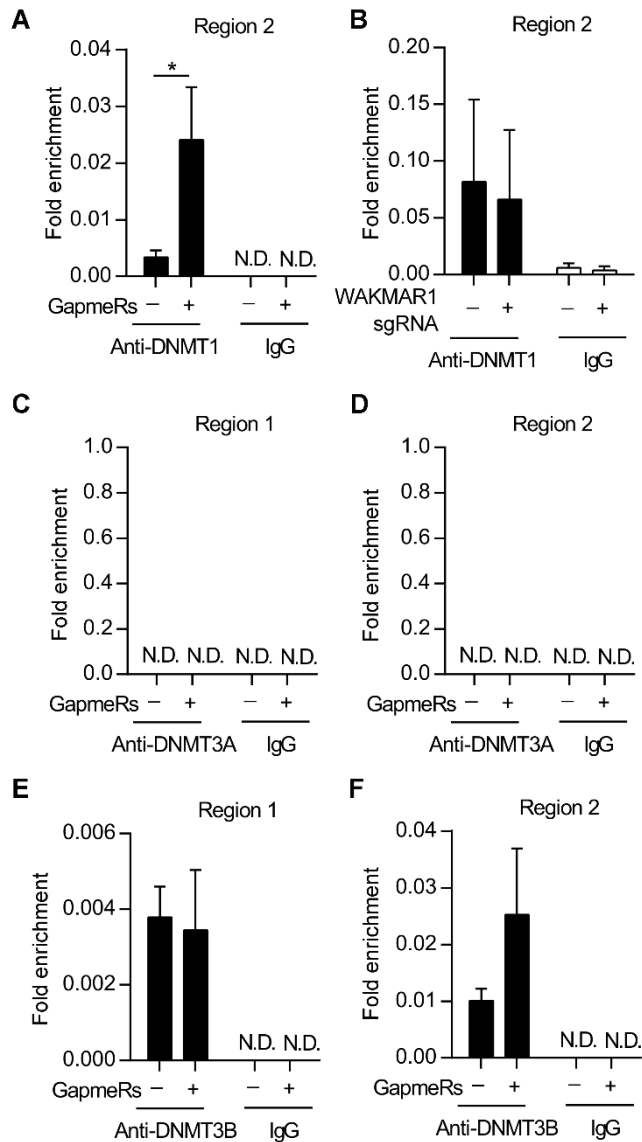 A
Region 2
Fold enrichment
0.04
0.03
0.02
0.01
0.00
*
N.D. N.D.
GapmeRs – + – +
Anti-DNMT1 IgG
B
Region 2
Fold enrichment
0.20
0.15
0.10
0.05
0.00
WAKMAR1 – + – +
sgRNA
Anti-DNMT1 IgG
C
Region 1
Fold enrichment
1.0
0.8
0.6
0.4
0.2
0.0
N.D. N.D. N.D. N.D.
GapmeRs – + – +
Anti-DNMT3A IgG
D
Region 2
Fold enrichment
1.0
0.8
0.6
0.4
0.2
0.0
N.D. N.D. N.D. N.D.
GapmeRs – + – +
Anti-DNMT3A IgG
E
Region 1
Fold enrichment
0.006
0.004
0.002
0.000
N.D. N.D.
GapmeRs – + – +
Anti-DNMT3B IgG
F
Region 2
Fold enrichment
0.04
0.03
0.02
0.01
0.00
N.D. N.D.
GapmeRs – + – +
Anti-DNMT3B IgG